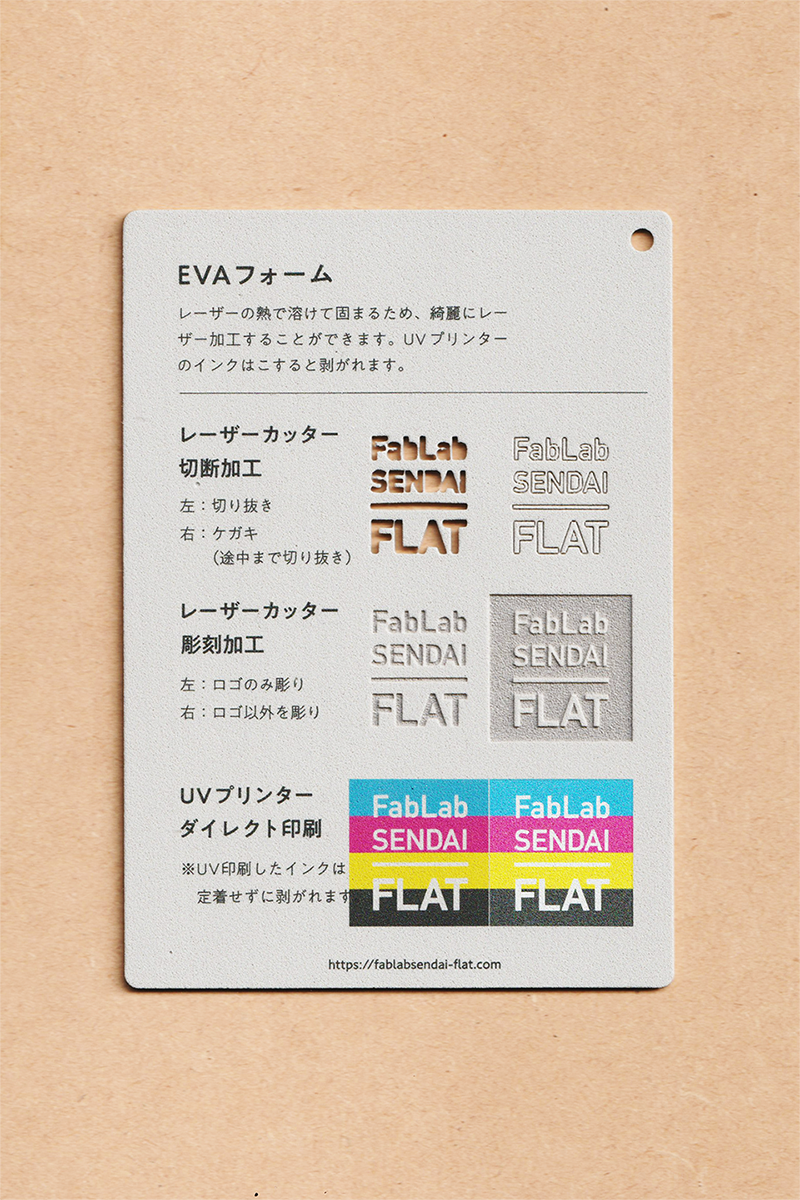 EVAフォーム
レーザーの熱で溶けて固まるため、綺麗にレー
ザー加工することができます。UVプリンター
のインクはこすると剥がれます。
レーザーカッター
切断加工
左：切り抜き
右：ケガキ
（途中まで切り抜き）
FabLab
SENDAI
FLAT
FabLab
SENDAI
FLAT
レーザーカッター
彫刻加工
左：ロゴのみ彫り
右：ロゴ以外を彫り
FabLab
SENDAI
FLAT
FabLab
SENDAI
FLAT
UVプリンター
ダイレクト印刷
※UV印刷したインクは
定着せずに剥がれます
FabLab
SENDAI
FLAT
FabLab
SENDAI
FLAT
https://fablabsendai-flat.com